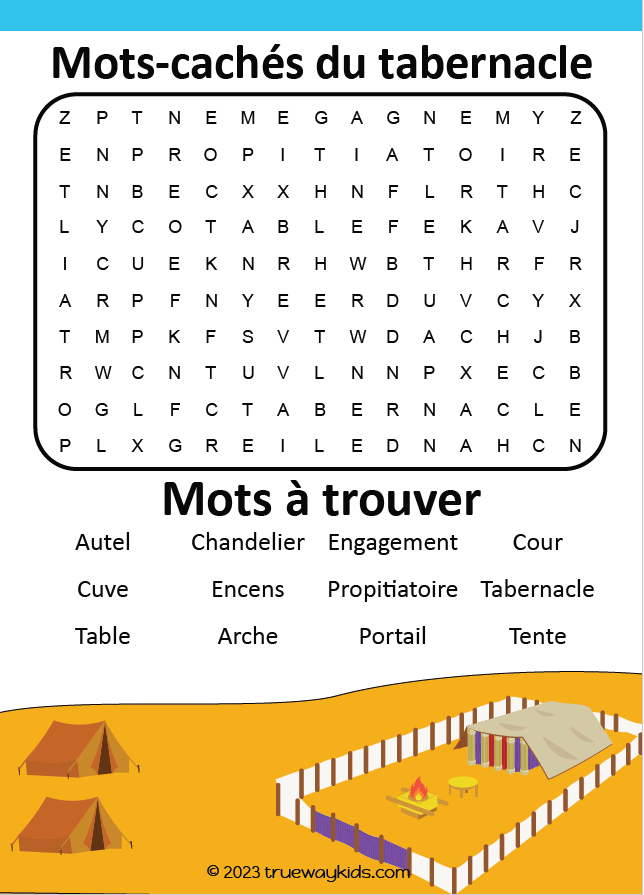 Mots-cachés du tabernacle
Z P T N E M E G A G N E M Y Z
E N P R O P I T I A T O I R E
T N B E C X X H N F L R T H C
L Y C O T A B L E F E K A V J
I C U E K N R H W B T H R F R
A R P F N Y E E R D U V C Y X
T M P K F S V T W D A C H J B
R W C N T U V L N N P X E C B
O G L F C T A B E R N A C L E
P L X G R E I L E D N A H C N
Mots à trouver
Autel Chandelier Engagement Cour
Cuve Encens Propitiatoire Tabernacle
Table Arche Portail Tente
© 2023 truewaykids.com